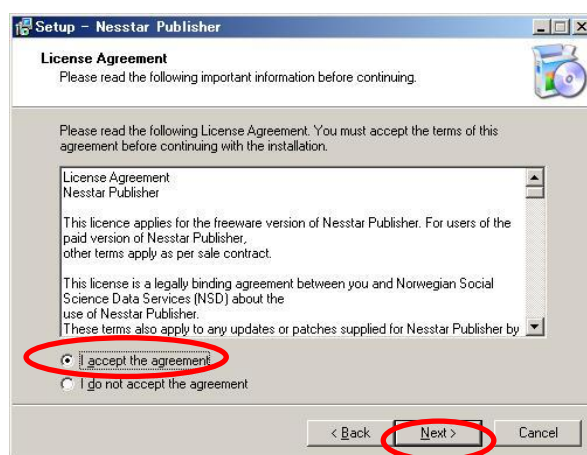 Setup - Nesstar Publisher
License Agreement
Please read the following important information before continuing.
Please read the following License Agreement. You must accept the terms of this
agreement before continuing with the installation.
License Agreement
Nesstar Publisher
This licence applies for the freeware version of Nesstar Publisher. For users of the
paid version of Nesstar Publisher,
other terms apply as per sale contract.
This license is a legally binding agreement between you and Norwegian Social
Science Data Services (NSD) about the
use of Nesstar Publisher.
These terms also apply to any updates or patches supplied for Nesstar Publisher by
I accept the agreement
I do not accept the agreement
< Back Next > Cancel